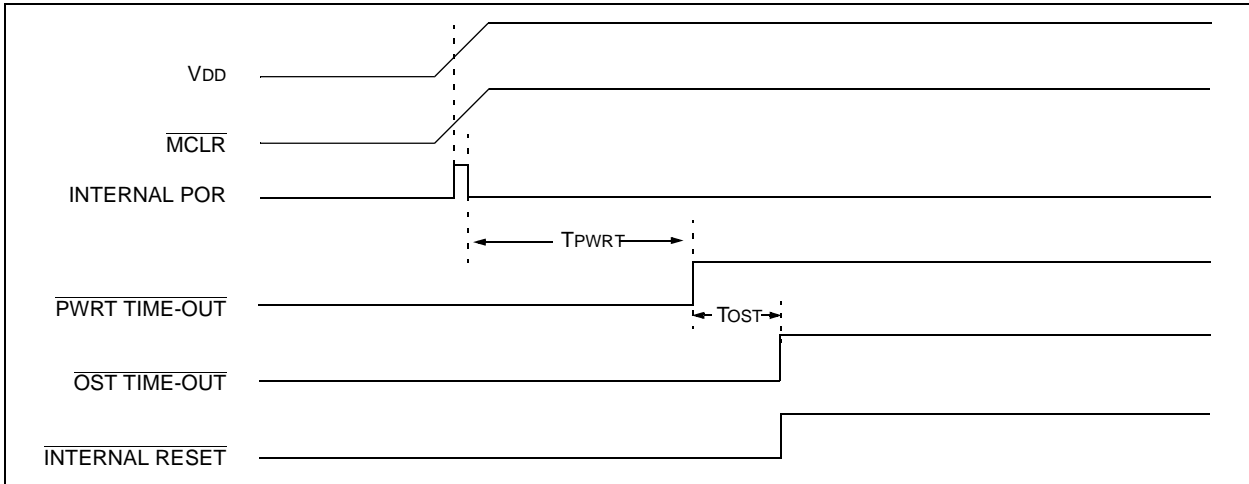 VDD
MCLR
INTERNAL POR
TPWRT
PWRT TIME-OUT
TOST
OST TIME-OUT
INTERNAL RESET